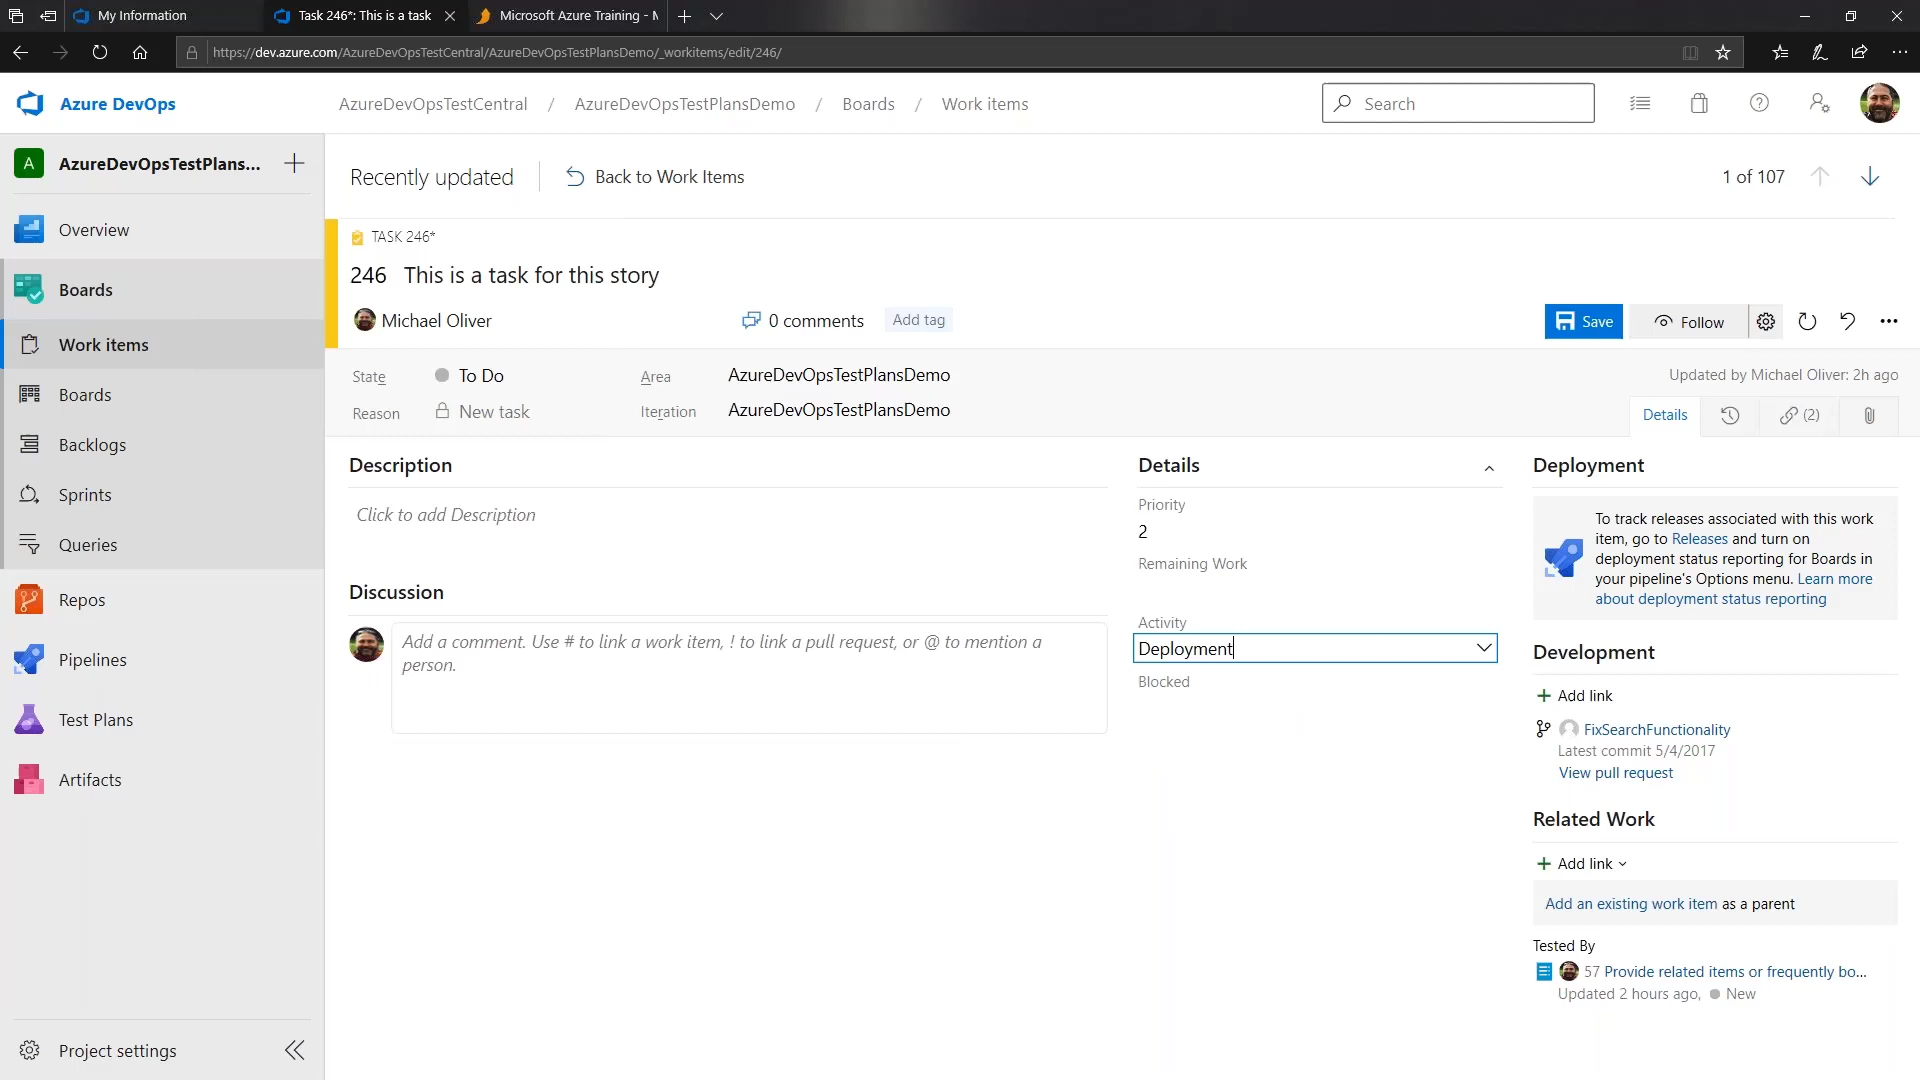 My Information
Task 246*: This is a task
Microsoft Azure Training - M
https://dev.azure.com/AzureDevOpsTestCentral/AzureDevOpsTestPlansDemo/_workitems/edit/246/
Azure DevOps
AzureDevOpsTestCentral / AzureDevOpsTestPlansDemo / Boards / Work items
Search
A
AzureDevOpsTestPlans...
Overview
Boards
Work items
Boards
Backlogs
Sprints
Queries
Repos
Pipelines
Test Plans
Artifacts
Project settings
Recently updated
Back to Work Items
1 of 107
TASK 246*
246 This is a task for this story
Michael Oliver
0 comments
Add tag
Save
Follow
State
To Do
Area
AzureDevOpsTestPlansDemo
Reason
New task
Iteration
AzureDevOpsTestPlansDemo
Updated by Michael Oliver: 2h ago
Details
(2)
Description
Click to add Description
Discussion
Add a comment. Use # to link a work item, ! to link a pull request, or @ to mention a
person.
Details
Priority
2
Remaining Work
Activity
Deployment
Blocked
Deployment
To track releases associated with this work
item, go to Releases and turn on
deployment status reporting for Boards in
your pipeline's Options menu. Learn more
about deployment status reporting
Development
Add link
FixSearchFunctionality
Latest commit 5/4/2017
View pull request
Related Work
Add link
Add an existing work item as a parent
Tested By
57 Provide related items or frequently bo...
Updated 2 hours ago, New